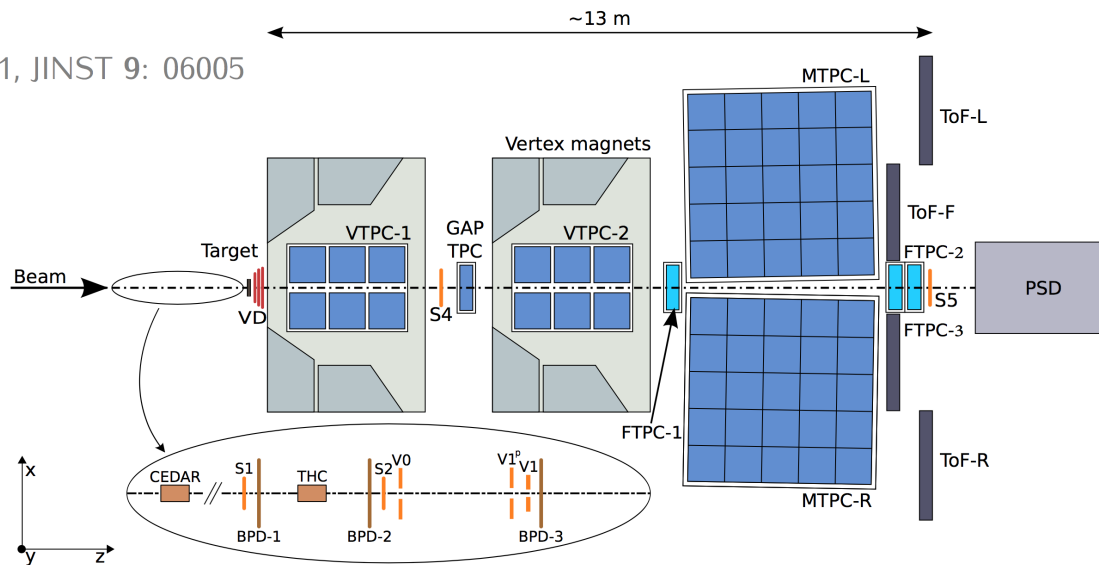 ~13 m
1, JINST 9: 06005
MTPC-L
ToF-L
Vertex magnets
ToF-F
VTPC-1
GAP
TPC
VTPC-2
Target
FTPC-2
Beam
PSD
VD
S4
S5
FTPC-3
FTPC-1
ToF-R
x
CEDAR
S1
THC
S2
V0
V1p
V1
MTPC-R
BPD-1
BPD-2
BPD-3
y
z